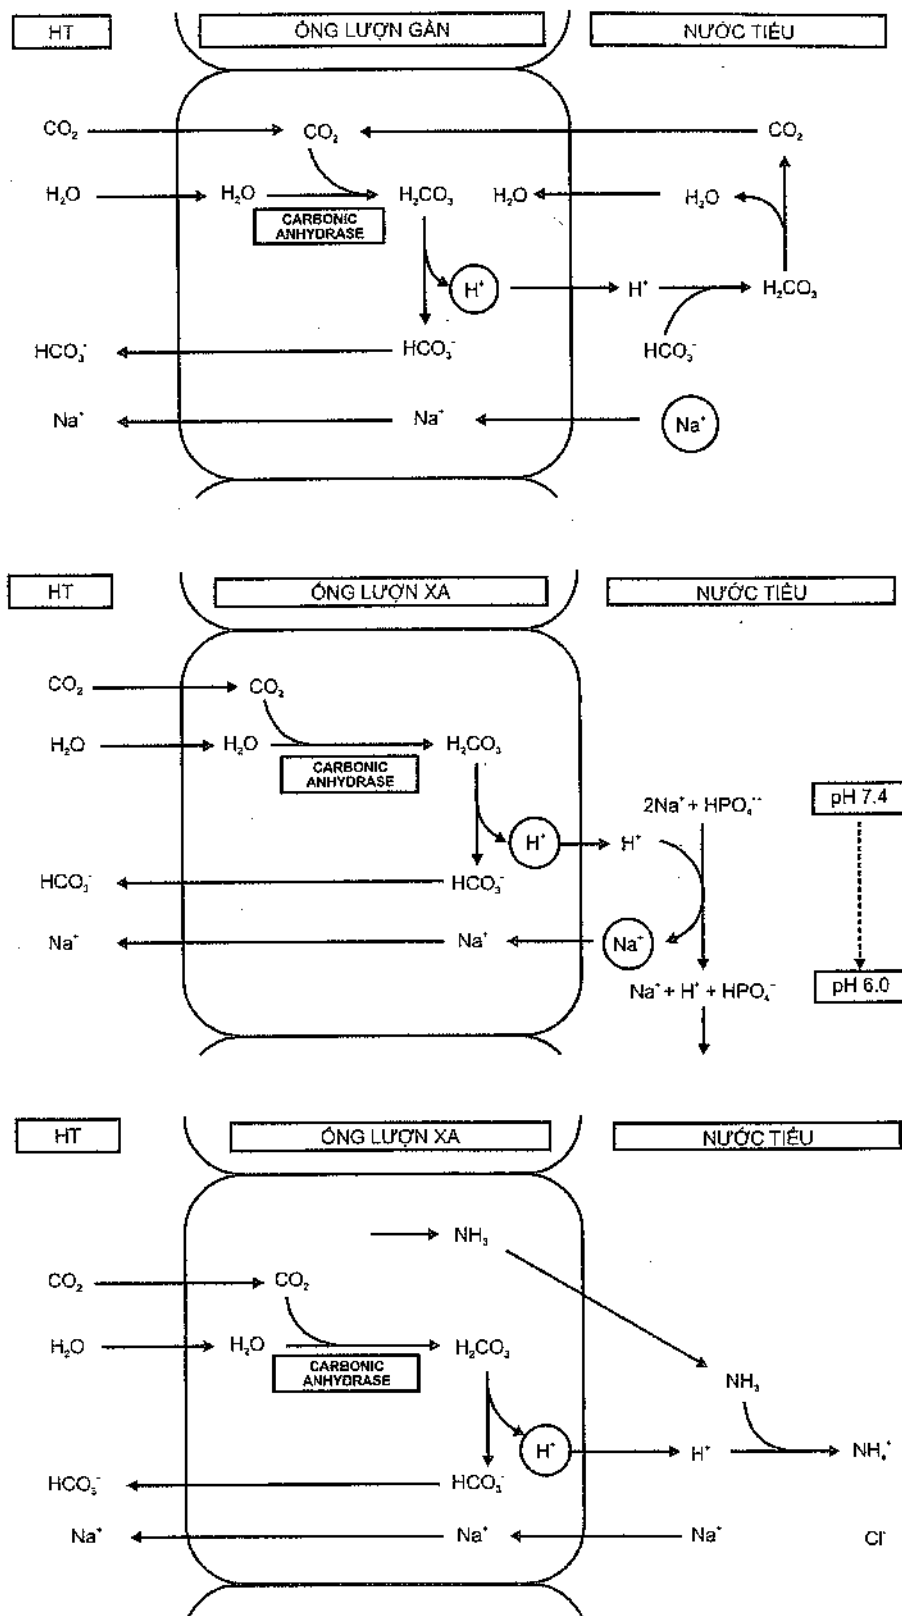 HT ỐNG LƯỢN GẦN NƯỚC TIỂU
CO₂ CO₂ CO₂
H₂O H₂O H₂CO₃ H₂O H₂O
CARBONIC
ANHYDRASE
H⁺ H⁺ H₂CO₃
HCO₃⁻ HCO₃⁻ HCO₃⁻
Na⁺ Na⁺ Na⁺
HT ỐNG LƯỢN XA NƯỚC TIỂU
CO₂ CO₂
H₂O H₂O H₂CO₃
CARBONIC
ANHYDRASE
2Na⁺ + HPO₄⁻⁻ pH 7.4
H⁺ H⁺
HCO₃⁻ HCO₃⁻
Na⁺ Na⁺ Na⁺
Na⁺ + H⁺ + HPO₄⁻ pH 6.0
HT ỐNG LƯỢN XA NƯỚC TIỂU
NH₃
CO₂ CO₂
H₂O H₂O H₂CO₃
CARBONIC
ANHYDRASE
NH₃
H⁺ H⁺ NH₄⁺
HCO₃⁻ HCO₃⁻
Na⁺ Na⁺ Na⁺ Cl⁻